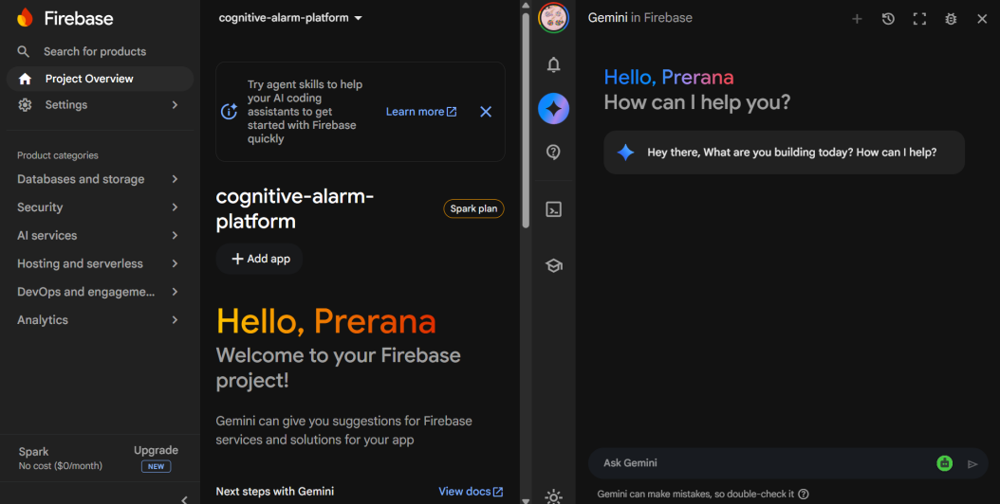 Firebase
Search for products
Project Overview
Settings
Product categories
Databases and storage
Security
AI services
Hosting and serverless
DevOps and engageme...
Analytics
Spark
No cost ($0/month)
Upgrade
NEW
cognitive-alarm-platform
Try agent skills to help
your AI coding
assistants to get
started with Firebase
quickly
Learn more
cognitive-alarm-
platform
Spark plan
Add app
Hello, Prerana
Welcome to your Firebase
project!
Gemini can give you suggestions for Firebase
services and solutions for your app
Next steps with Gemini
View docs
Gemini in Firebase
Hello, Prerana
How can I help you?
Hey there, What are you building today? How can I help?
Ask Gemini
Gemini can make mistakes, so double-check it